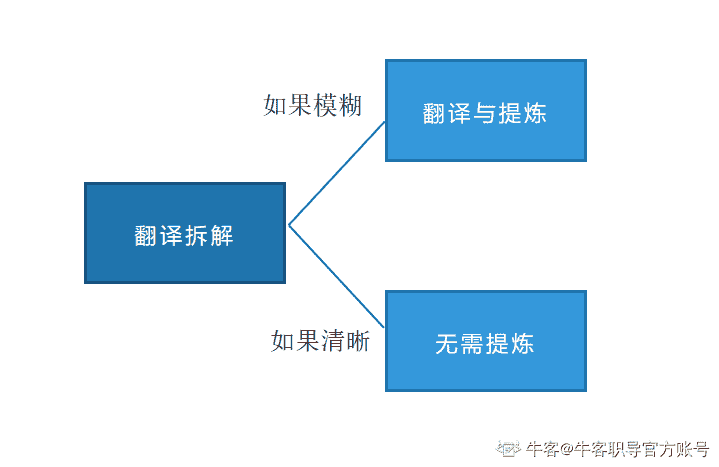 如果模糊
翻译与提炼
翻译拆解
如果清晰
无需提炼
牛客@牛客职导官方账号